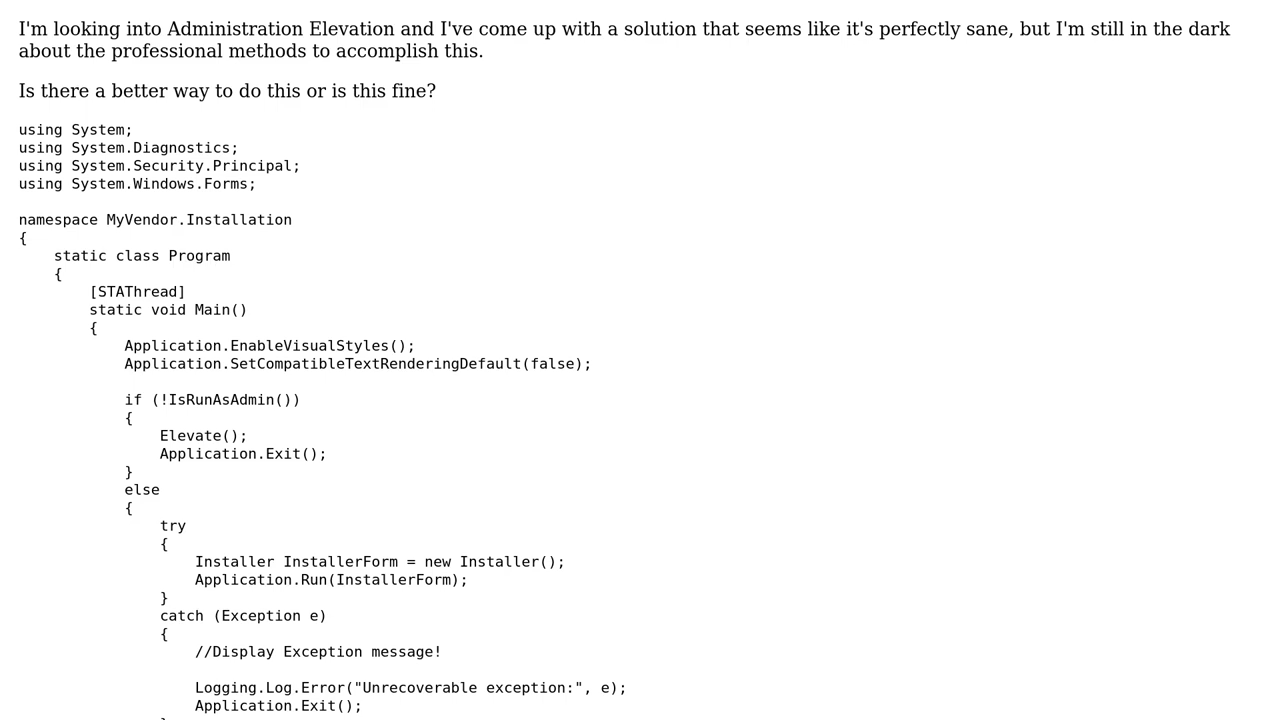 I'm looking into Administration Elevation and I've come up with a solution that seems like it's perfectly sane, but I'm still in the dark
about the professional methods to accomplish this.
Is there a better way to do this or is this fine?
using System;
using System.Diagnostics;
using System.Security.Principal;
using System.Windows.Forms;
namespace MyVendor.Installation
{
    static class Program
    {
        [STAThread]
        static void Main()
        {
            Application.EnableVisualStyles();
            Application.SetCompatibleTextRenderingDefault(false);
            if (!IsRunAsAdmin())
            {
                Elevate();
                Application.Exit();
            }
            else
            {
                try
                {
                    Installer InstallerForm = new Installer();
                    Application.Run(InstallerForm);
                }
                catch (Exception e)
                {
                    //Display Exception message!
                    Logging.Log.Error("Unrecoverable exception:", e);
                    Application.Exit();